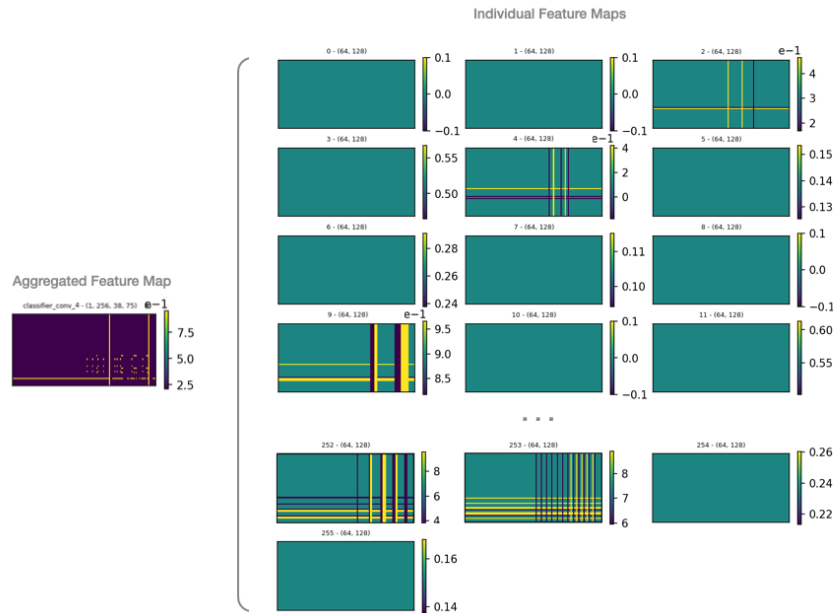 Individual Feature Maps
0 - (64, 128)
0.1
0.0
−0.1
1 - (64, 128)
0.1
0.0
−0.1
2 - (64, 128)
e−1
4
3
2
3 - (64, 128)
0.55
0.50
4 - (64, 128)
e−1
4
2
0
5 - (64, 128)
0.15
0.14
0.13
6 - (64, 128)
0.28
0.26
0.24
7 - (64, 128)
0.11
0.10
8 - (64, 128)
0.1
0.0
−0.1
Aggregated Feature Map
classifier_conv_4 - (1, 256, 38, 75)
e−1
7.5
5.0
2.5
9 - (64, 128)
e−1
9.5
9.0
8.5
10 - (64, 128)
0.1
0.0
−0.1
11 - (64, 128)
0.60
0.55
...
252 - (64, 128)
8
6
4
253 - (64, 128)
8
7
6
254 - (64, 128)
0.26
0.24
0.22
255 - (64, 128)
0.16
0.14